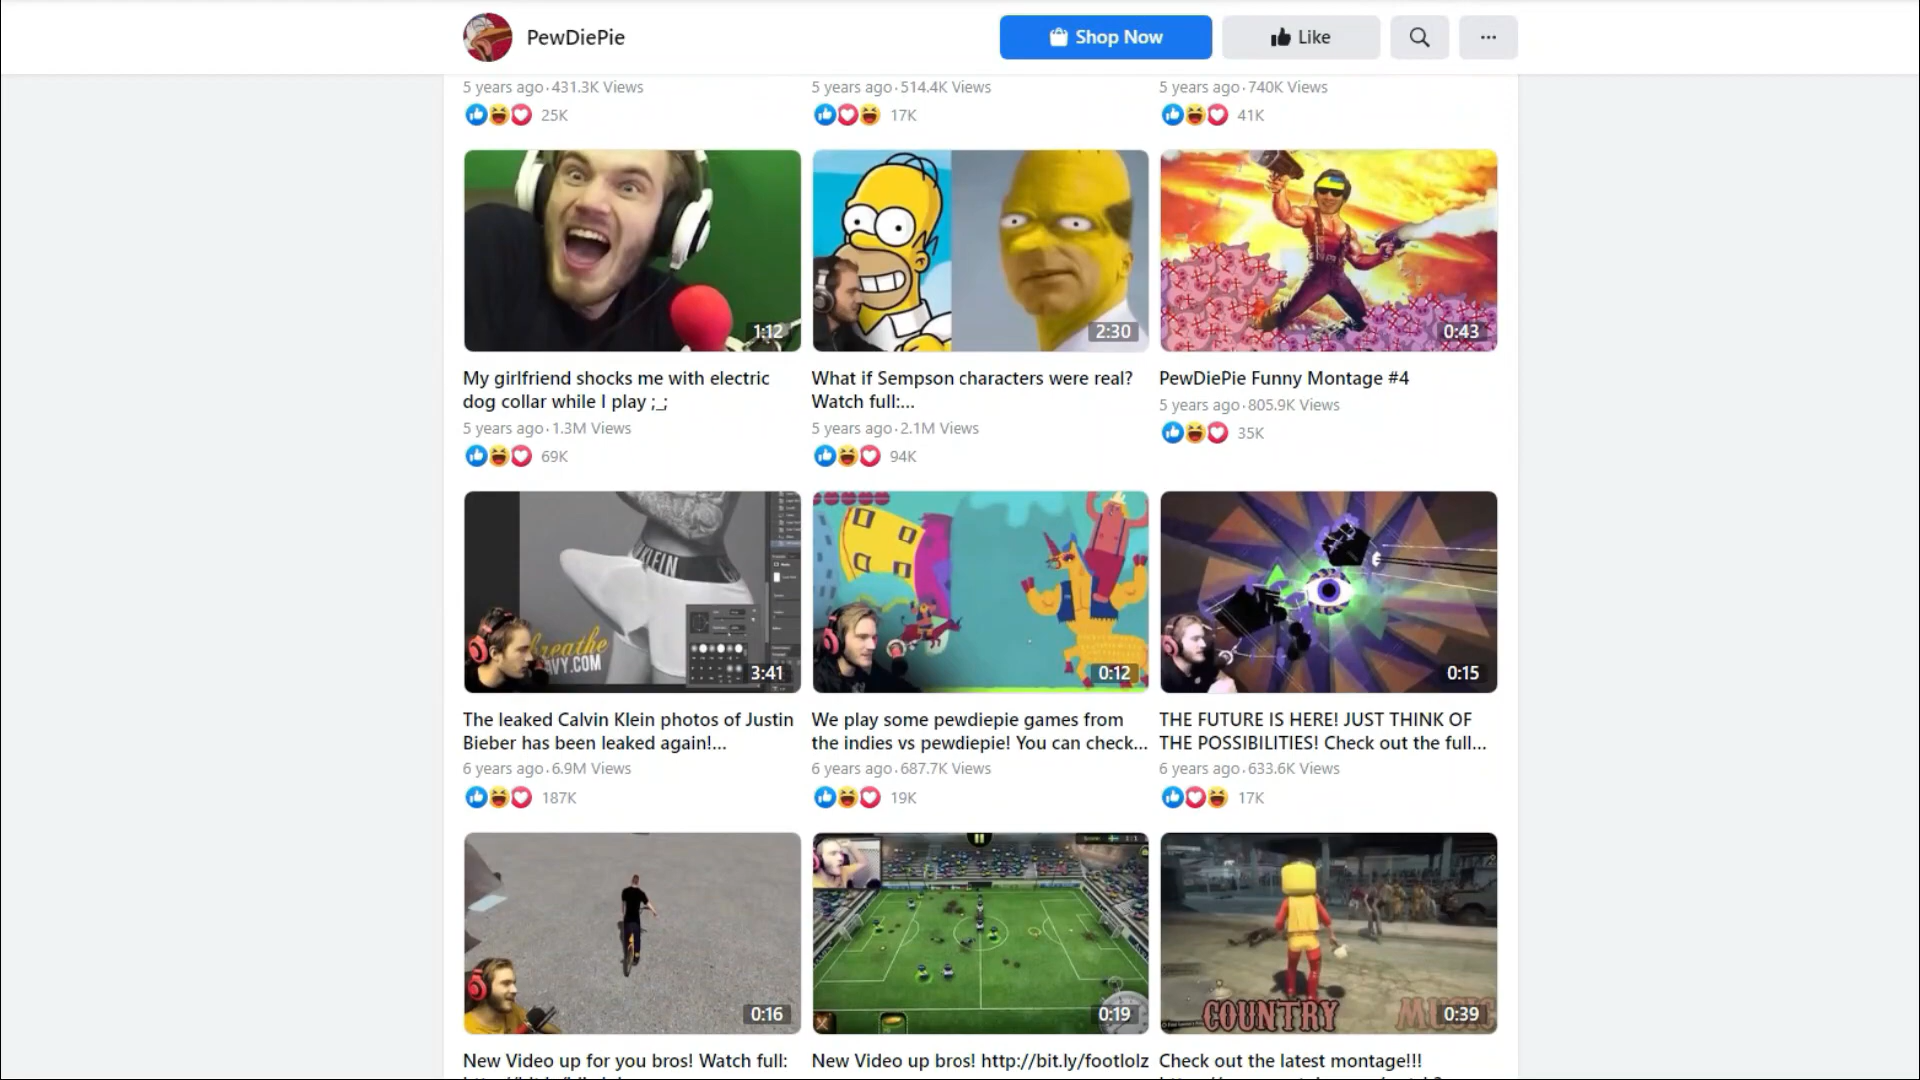 PewDiePie
Shop Now
Like
5 years ago · 431.3K Views
25K
5 years ago · 514.4K Views
17K
5 years ago · 740K Views
41K
1:12
My girlfriend shocks me with electric
dog collar while I play ;_;
5 years ago · 1.3M Views
69K
2:30
What if Sempson characters were real?
Watch full:...
5 years ago · 2.1M Views
94K
0:43
PewDiePie Funny Montage #4
5 years ago · 805.9K Views
35K
KLEIN
breathe
VY.COM
3:41
The leaked Calvin Klein photos of Justin
Bieber has been leaked again!...
6 years ago · 6.9M Views
187K
0:12
We play some pewdiepie games from
the indies vs pewdiepie! You can check...
6 years ago · 687.7K Views
19K
0:15
THE FUTURE IS HERE! JUST THINK OF
THE POSSIBILITIES! Check out the full...
6 years ago · 633.6K Views
17K
0:16
New Video up for you bros! Watch full:
0:19
New Video up bros! http://bit.ly/footlolz
COUNTRY MUSIC
0:39
Check out the latest montage!!!